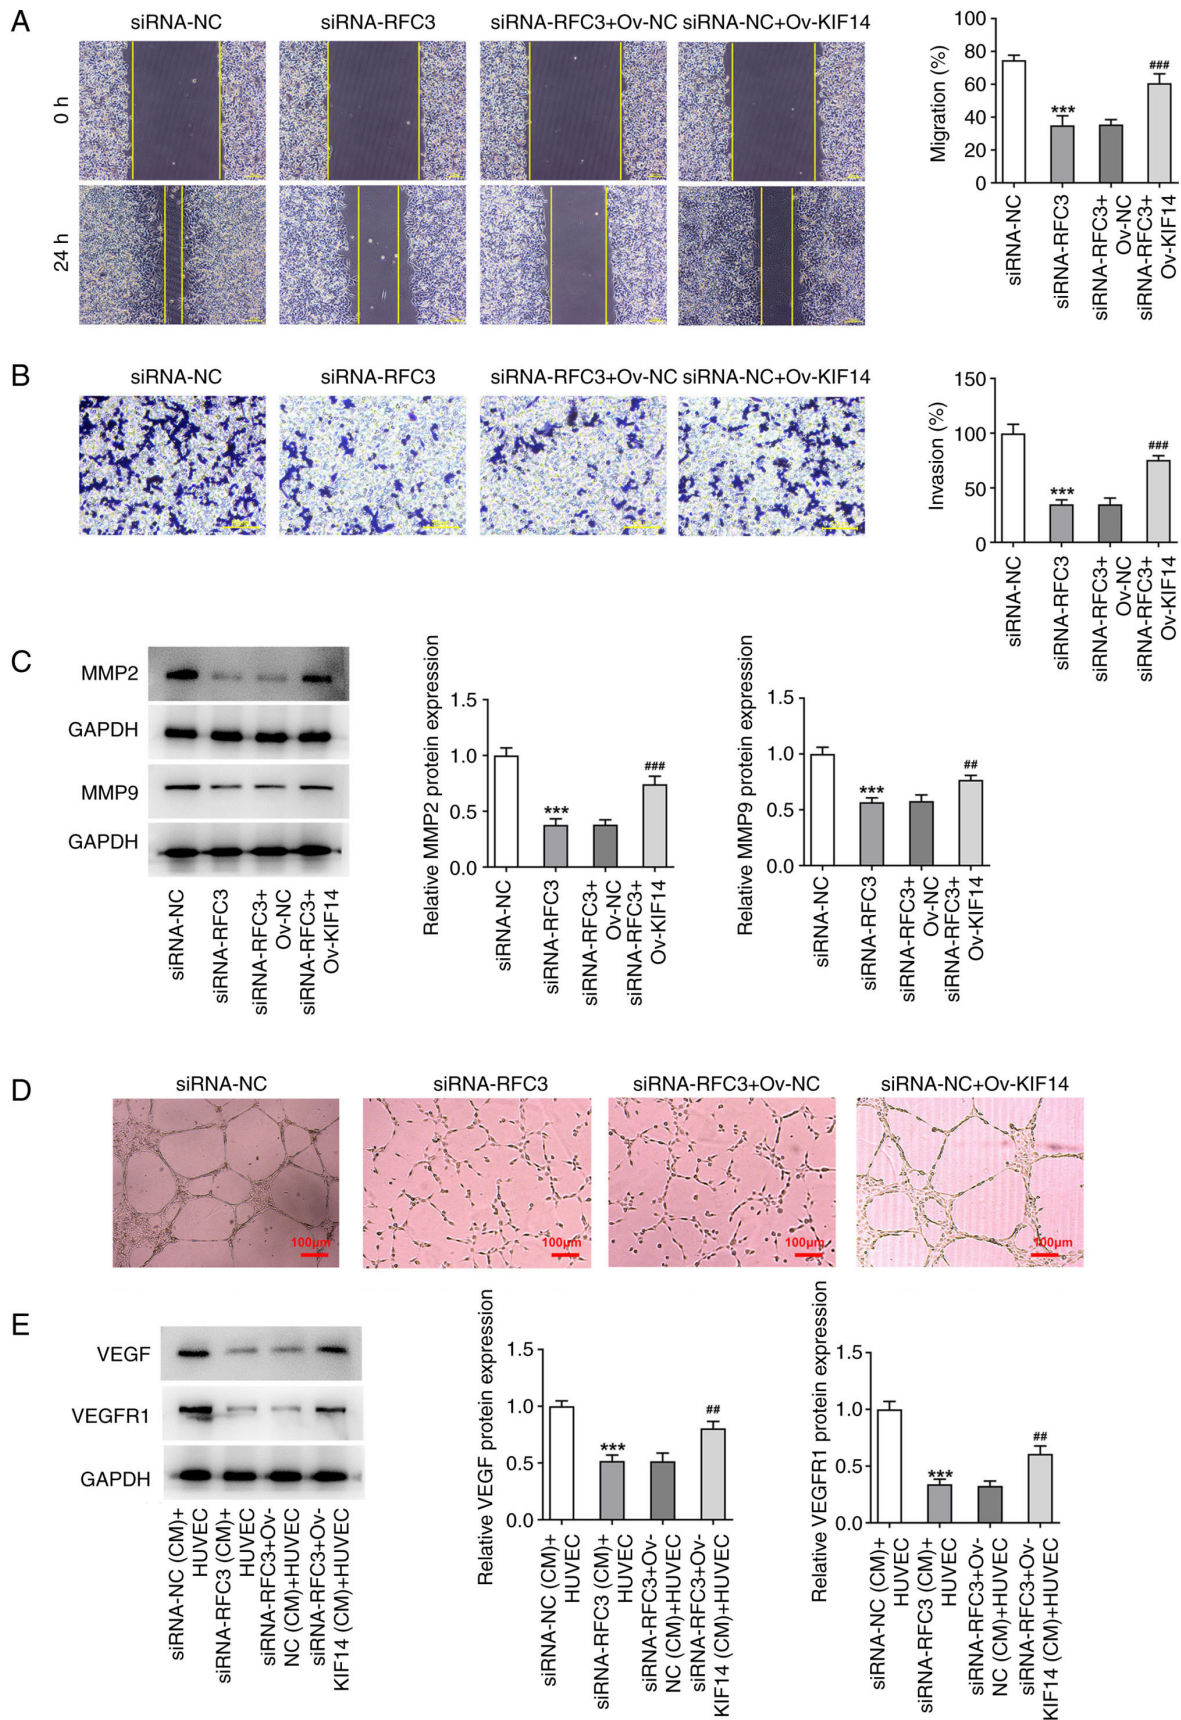 A
siRNA-NC
siRNA-RFC3
siRNA-RFC3+Ov-NC
siRNA-NC+Ov-KIF14
0 h
24 h
Migration (%)
100
80
60
40
20
0
***
###
siRNA-NC
siRNA-RFC3
siRNA-RFC3+
Ov-NC
siRNA-RFC3+
Ov-KIF14
B
siRNA-NC
siRNA-RFC3
siRNA-RFC3+Ov-NC
siRNA-NC+Ov-KIF14
Invasion (%)
150
100
50
0
***
###
siRNA-NC
siRNA-RFC3
siRNA-RFC3+
Ov-NC
siRNA-RFC3+
Ov-KIF14
C
MMP2
GAPDH
MMP9
GAPDH
siRNA-NC
siRNA-RFC3
siRNA-RFC3+
Ov-NC
siRNA-RFC3+
Ov-KIF14
Relative MMP2 protein expression
1.5
1.0
0.5
0.0
***
###
siRNA-NC
siRNA-RFC3
siRNA-RFC3+
Ov-NC
siRNA-RFC3+
Ov-KIF14
Relative MMP9 protein expression
1.5
1.0
0.5
0.0
***
##
siRNA-NC
siRNA-RFC3
siRNA-RFC3+
Ov-NC
siRNA-RFC3+
Ov-KIF14
D
siRNA-NC
siRNA-RFC3
siRNA-RFC3+Ov-NC
siRNA-NC+Ov-KIF14
100μm
100μm
100μm
100μm
E
VEGF
VEGFR1
GAPDH
siRNA-NC (CM)+
HUVEC
siRNA-RFC3 (CM)+
HUVEC
siRNA-RFC3+Ov-
NC (CM)+HUVEC
siRNA-RFC3+Ov-
KIF14 (CM)+HUVEC
Relative VEGF protein expression
1.5
1.0
0.5
0.0
***
##
siRNA-NC (CM)+
HUVEC
siRNA-RFC3 (CM)+
HUVEC
siRNA-RFC3+Ov-
NC (CM)+HUVEC
siRNA-RFC3+Ov-
KIF14 (CM)+HUVEC
Relative VEGFR1 protein expression
1.5
1.0
0.5
0.0
***
##
siRNA-NC (CM)+
HUVEC
siRNA-RFC3 (CM)+
HUVEC
siRNA-RFC3+Ov-
NC (CM)+HUVEC
siRNA-RFC3+Ov-
KIF14 (CM)+HUVEC